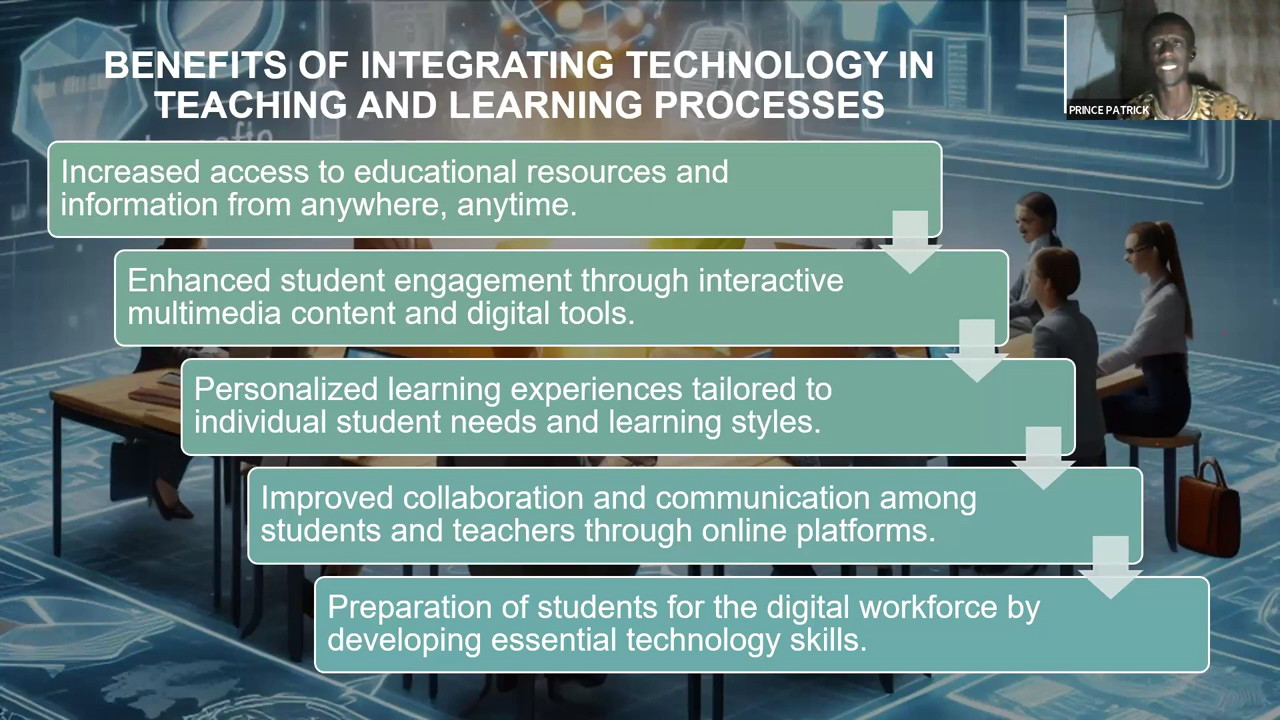 BENEFITS OF INTEGRATING TECHNOLOGY IN
TEACHING AND LEARNING PROCESSES
PRINCE PATRICK
Increased access to educational resources and
information from anywhere, anytime.
Enhanced student engagement through interactive
multimedia content and digital tools.
Personalized learning experiences tailored to
individual student needs and learning styles.
Improved collaboration and communication among
students and teachers through online platforms.
Preparation of students for the digital workforce by
developing essential technology skills.